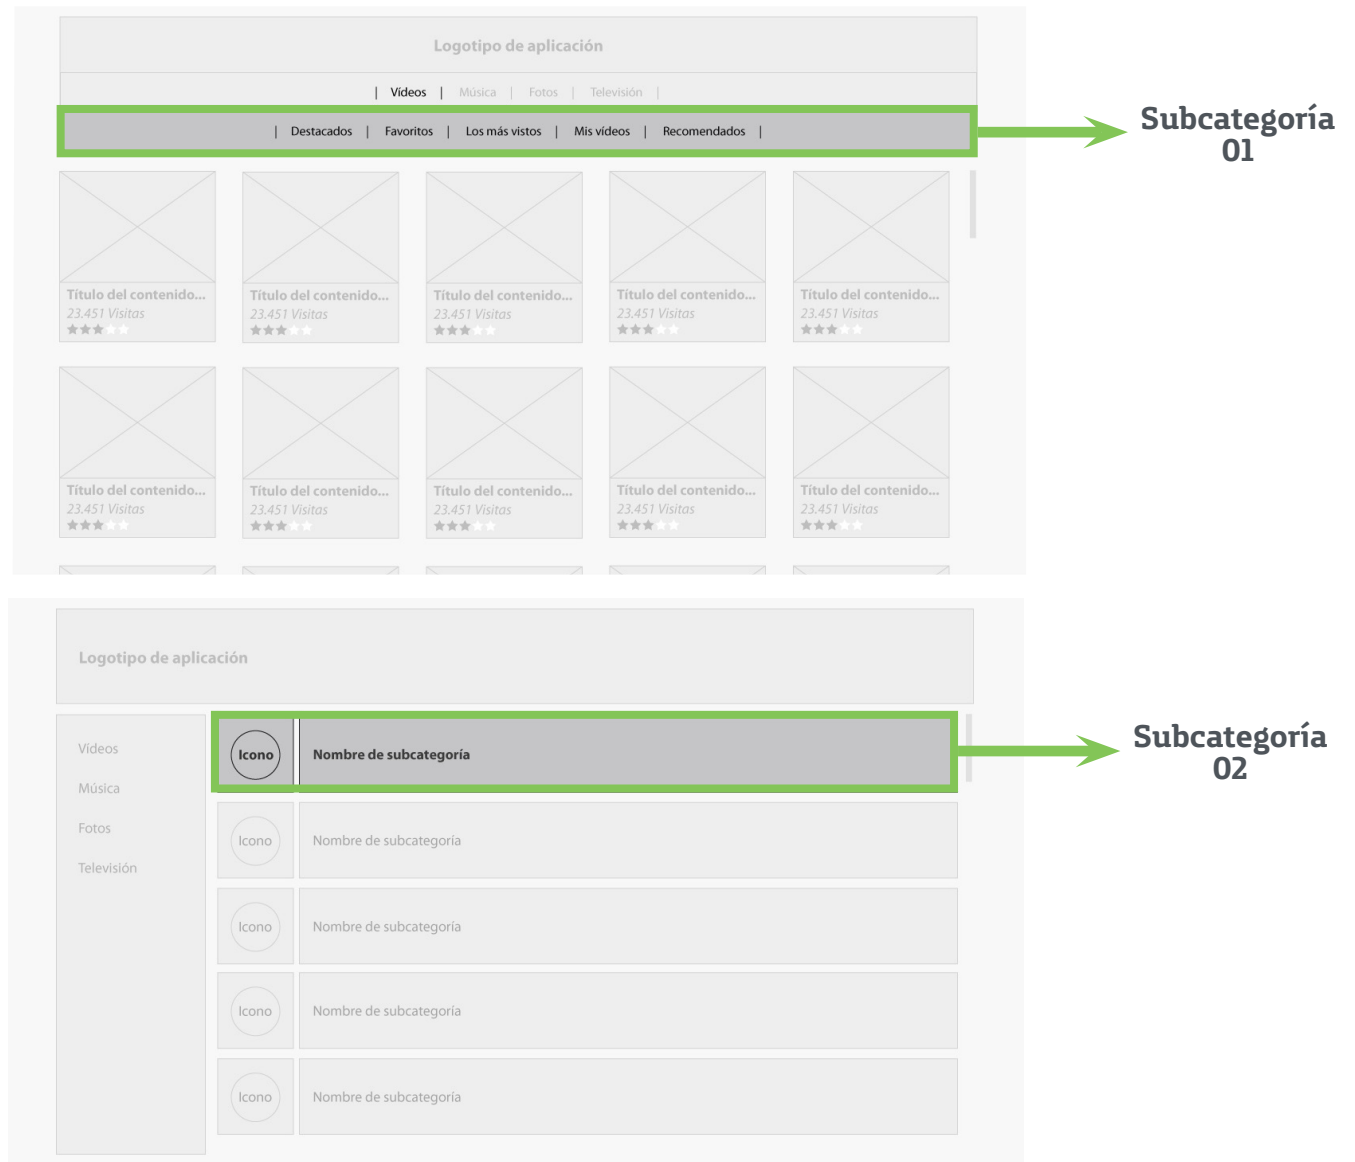 Logotipo de aplicación
| Vídeos | Música | Fotos | Televisión |
| Destacados | Favoritos | Los más vistos | Mis vídeos | Recomendados |
Subcategoría
01
Título del contenido... Título del contenido... Título del contenido... Título del contenido... Título del contenido...
23.451 Visitas 23.451 Visitas 23.451 Visitas 23.451 Visitas 23.451 Visitas
Título del contenido... Título del contenido... Título del contenido... Título del contenido... Título del contenido...
23.451 Visitas 23.451 Visitas 23.451 Visitas 23.451 Visitas 23.451 Visitas
Logotipo de aplicación
Vídeos
Música
Fotos
Televisión
Icono Nombre de subcategoría
Subcategoría
02
Icono Nombre de subcategoría
Icono Nombre de subcategoría
Icono Nombre de subcategoría
Icono Nombre de subcategoría